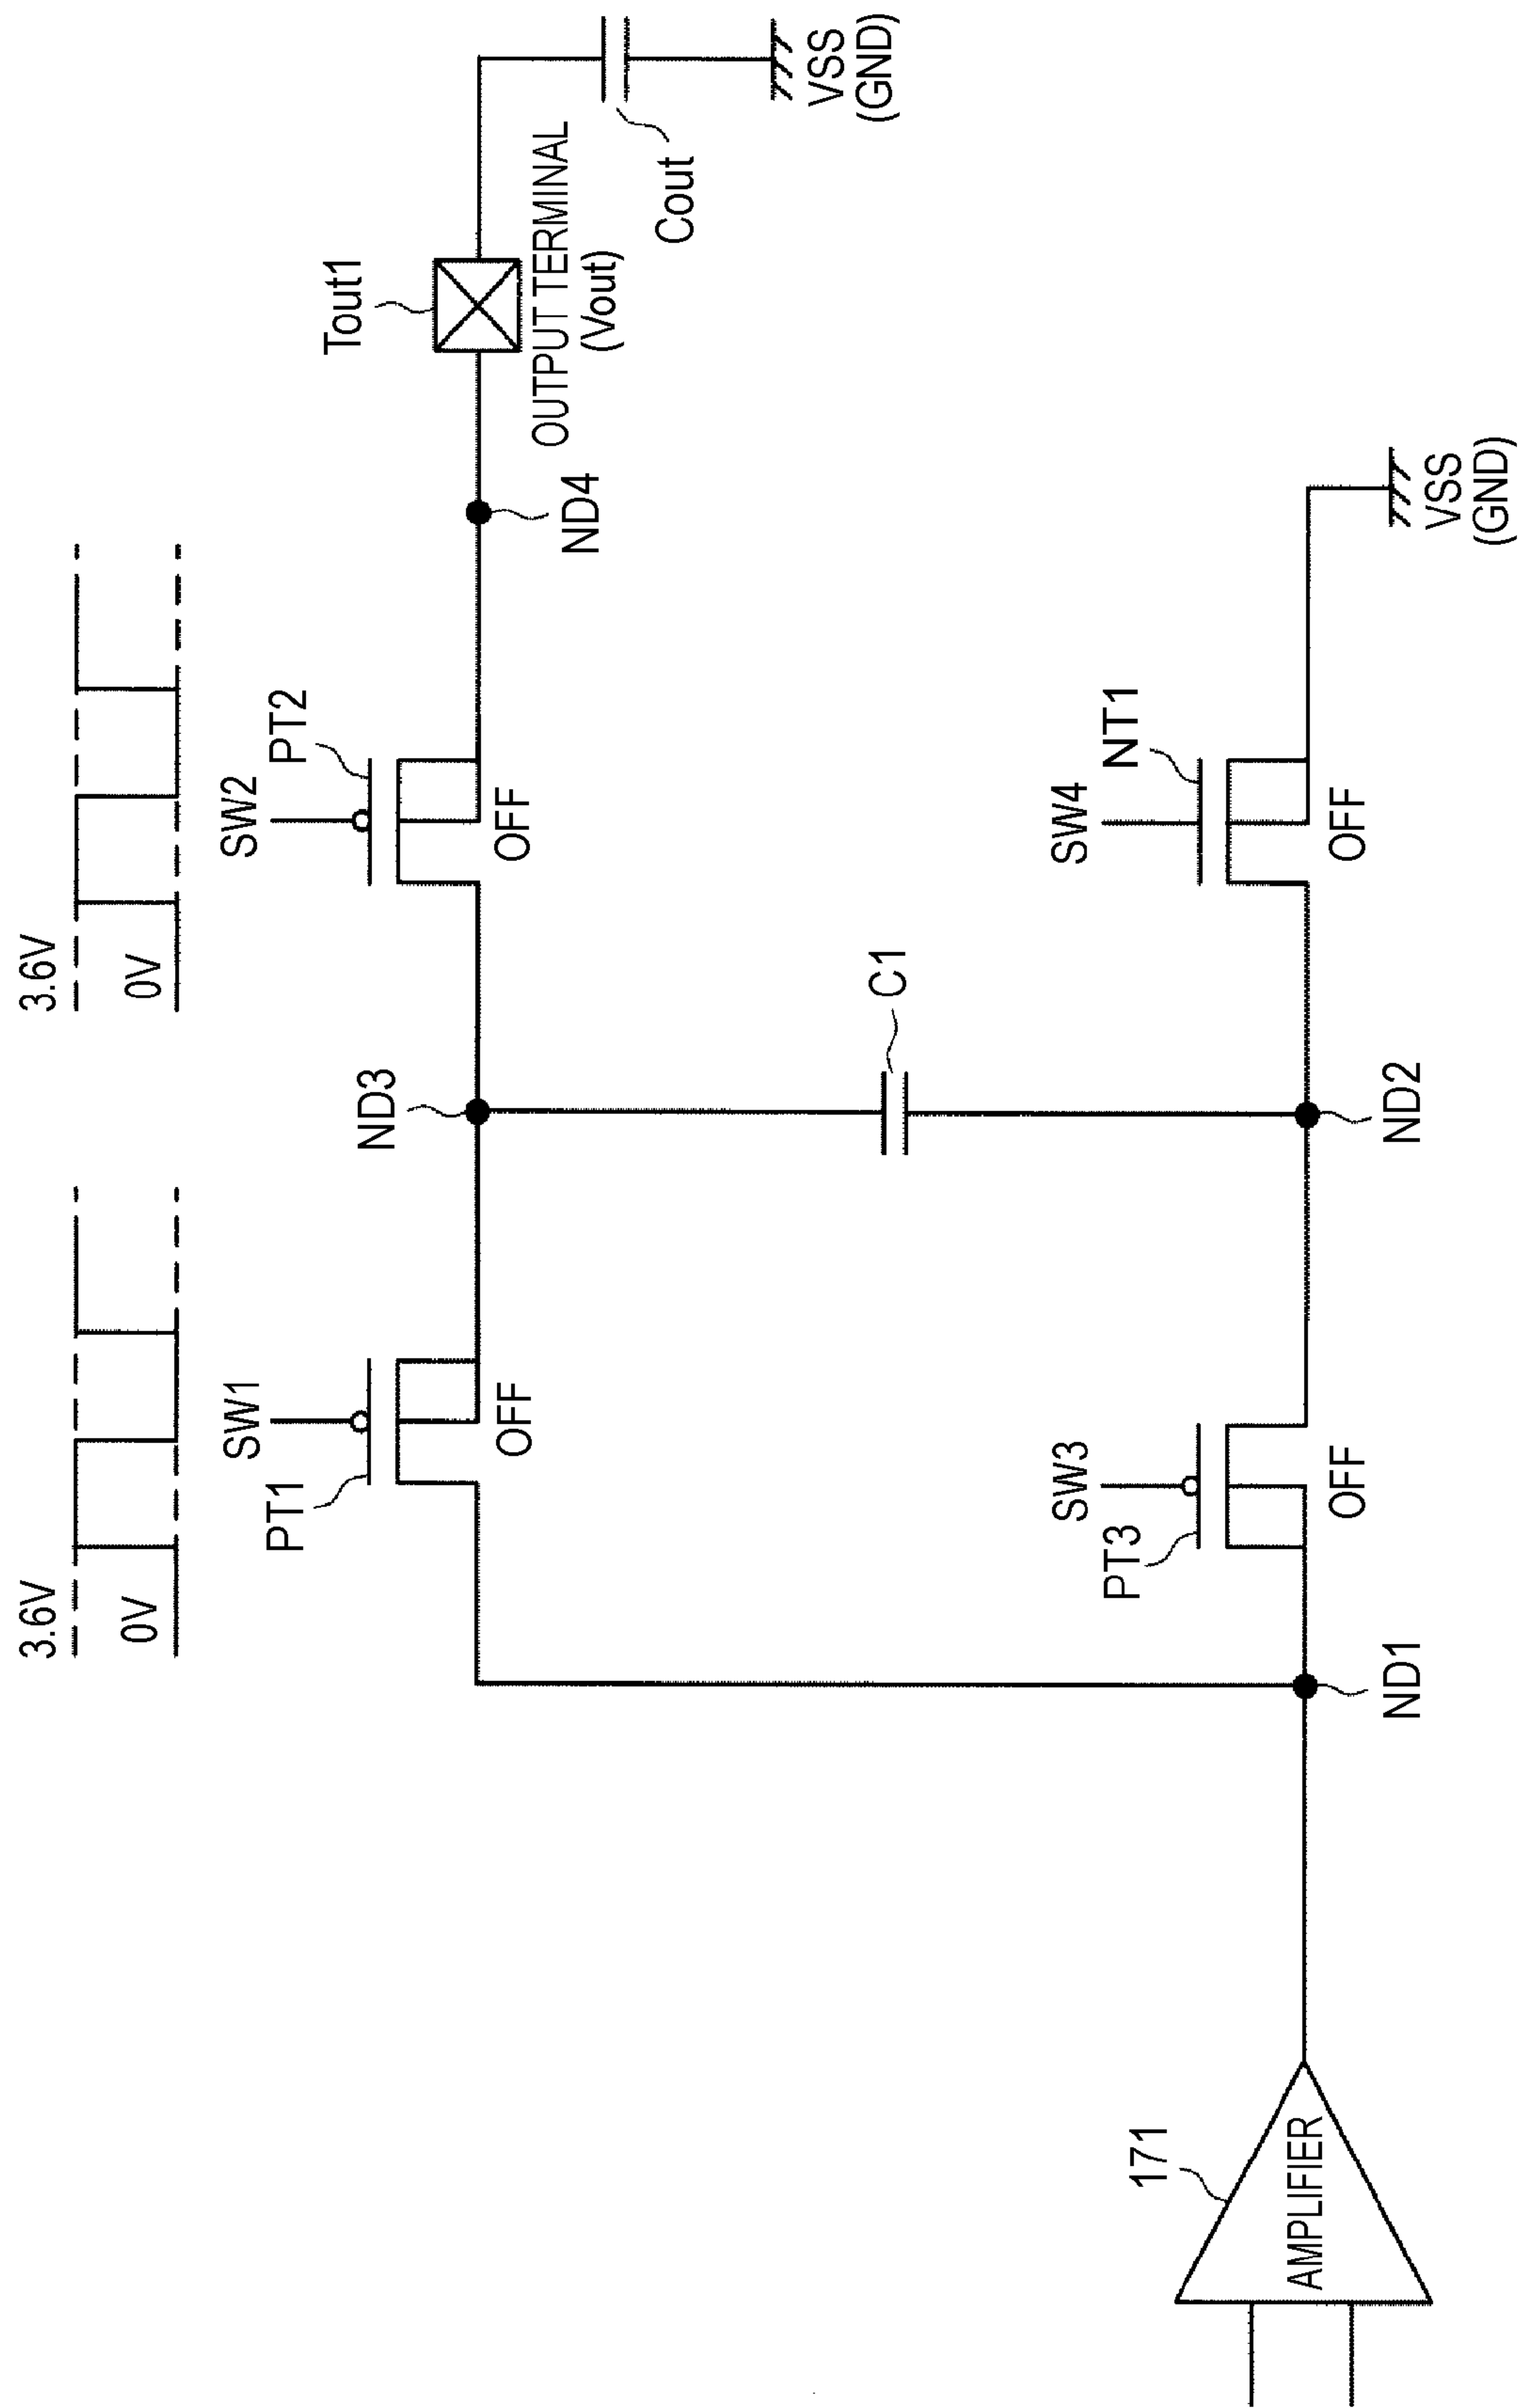 3.6V
0V
3.6V
0V
SW1
PT1
OFF
SW2
PT2
OFF
Tout1
OUTPUT TERMINAL
(Vout)
ND3
ND4
Cout
VSS
(GND)
C1
SW3
PT3
OFF
SW4
NT1
OFF
171
AMPLIFIER
ND1
ND2
VSS
(GND)